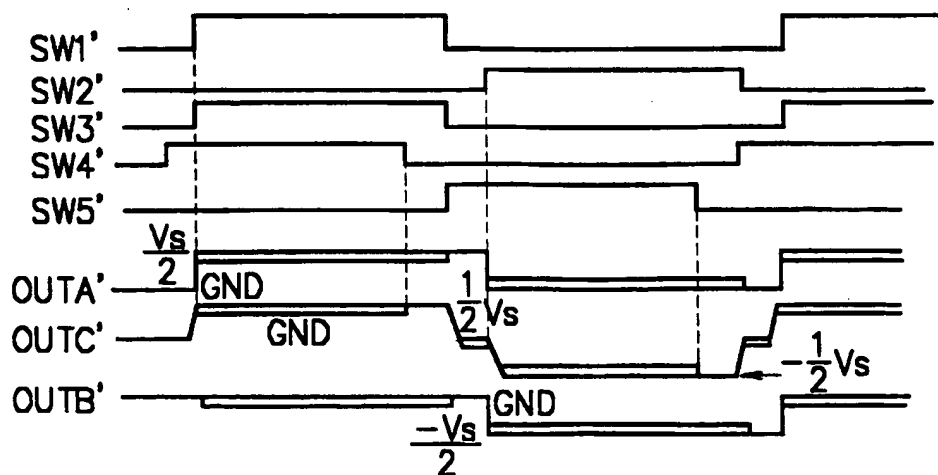 SW1'
SW2'
SW3'
SW4'
SW5'
Vs/2
OUTA'
GND
1/2 Vs
OUTC'
GND
-1/2 Vs
OUTB'
GND
-Vs/2